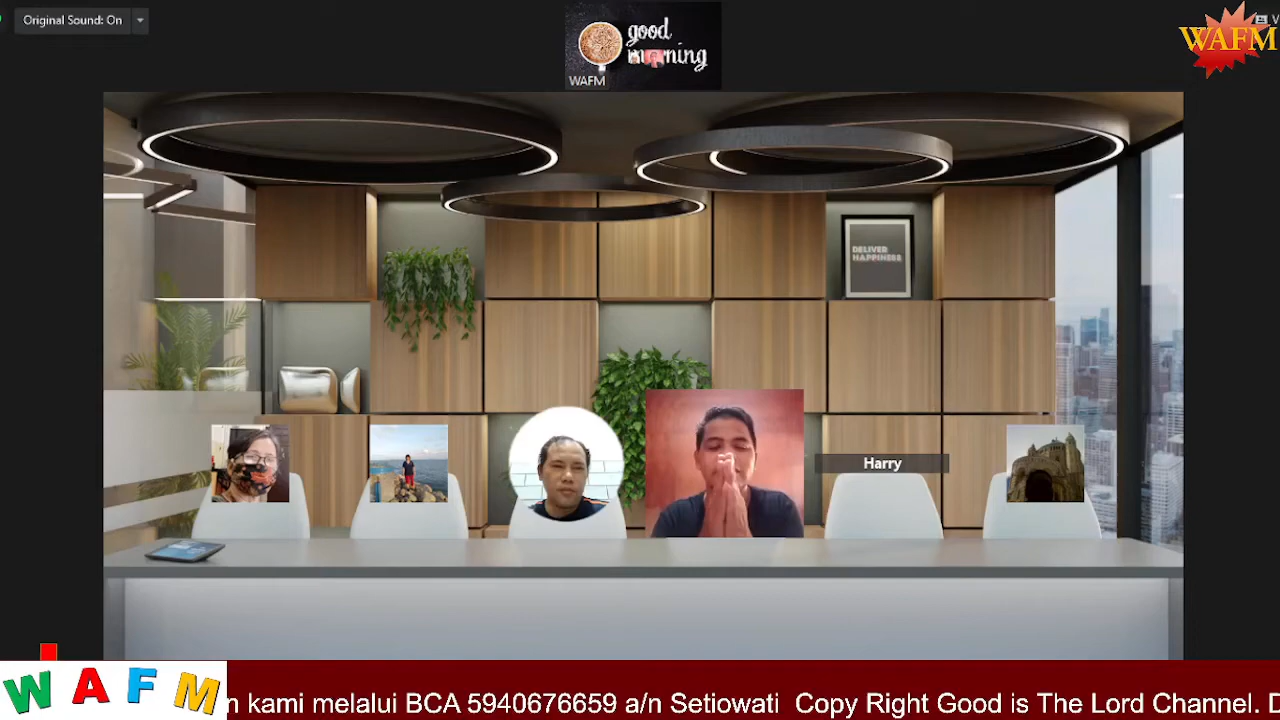 Original Sound: On
good
morning
WAFM
WAFM
DELIVER
HAPPINESS
Harry
WAFM
n kami melalui BCA 5940676659 a/n Setiowati Copy Right Good is The Lord Channel. D